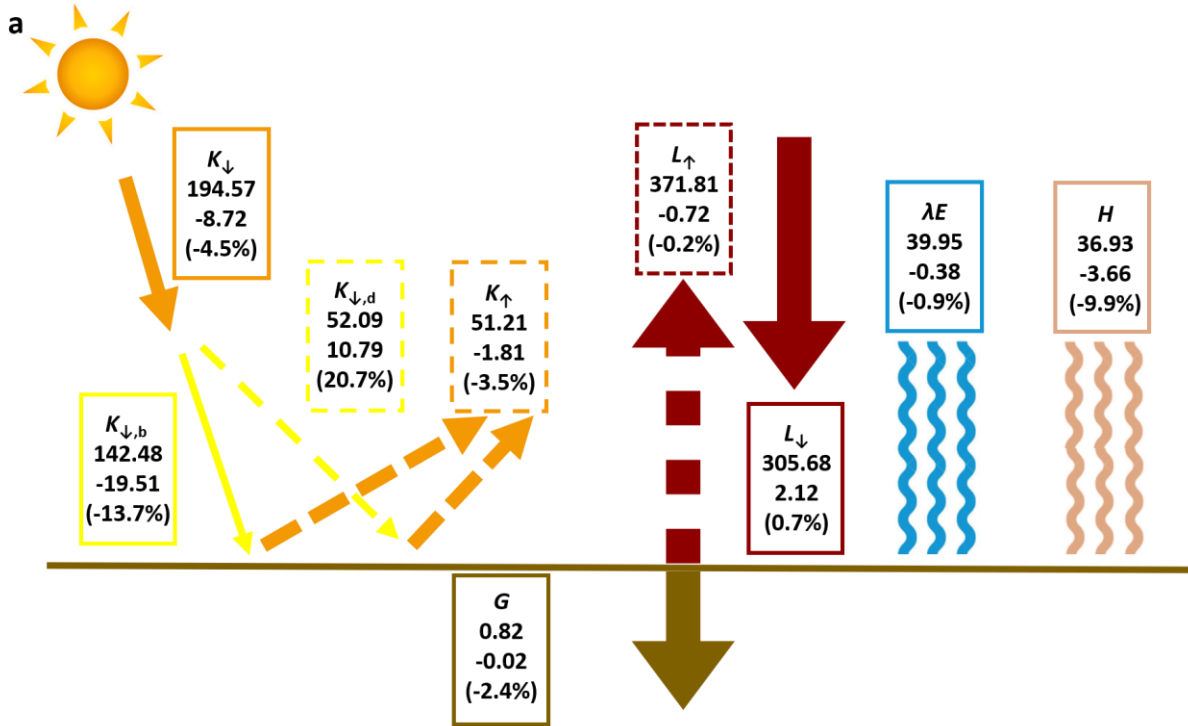 a
K↓
194.57
-8.72
(-4.5%)
K↓,b
142.48
-19.51
(-13.7%)
K↓,d
52.09
10.79
(20.7%)
K↑
51.21
-1.81
(-3.5%)
L↑
371.81
-0.72
(-0.2%)
L↓
305.68
2.12
(0.7%)
λE
39.95
-0.38
(-0.9%)
H
36.93
-3.66
(-9.9%)
G
0.82
-0.02
(-2.4%)